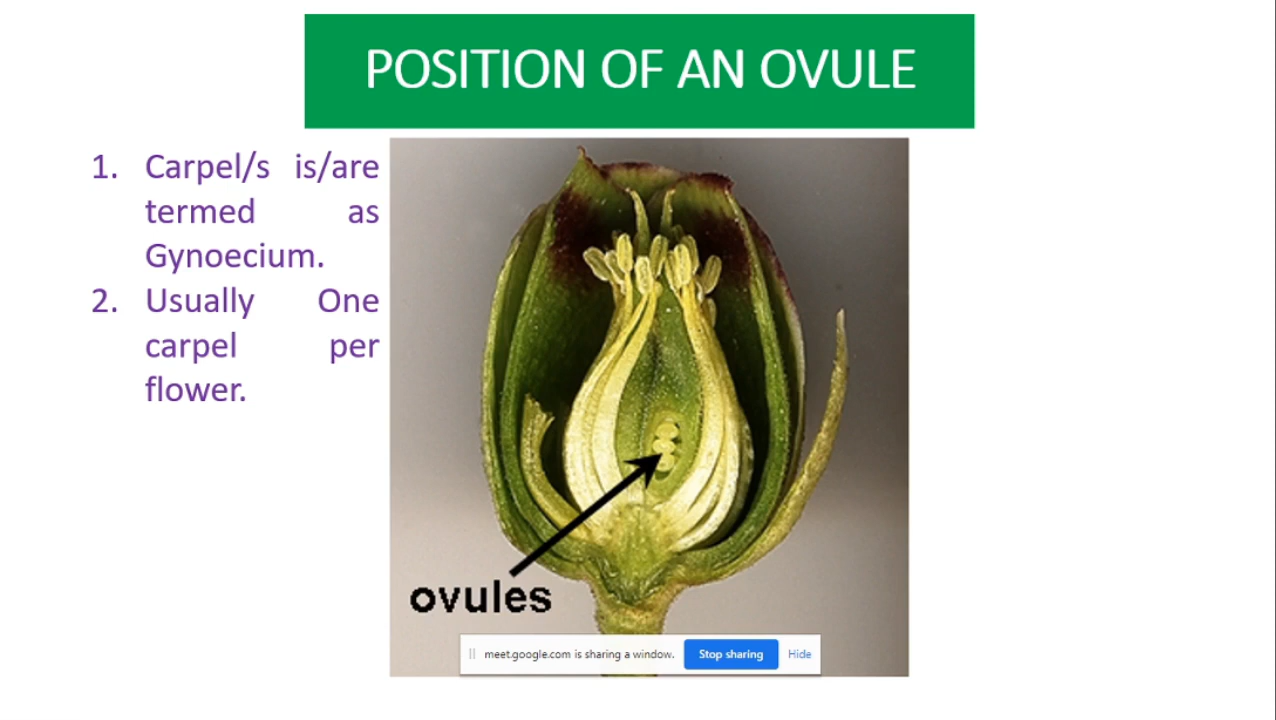 POSITION OF AN OVULE
1. Carpel/s is/are
termed as
Gynoecium.
2. Usually One
carpel per
flower.
ovules
meet.google.com is sharing a window. Stop sharing Hide